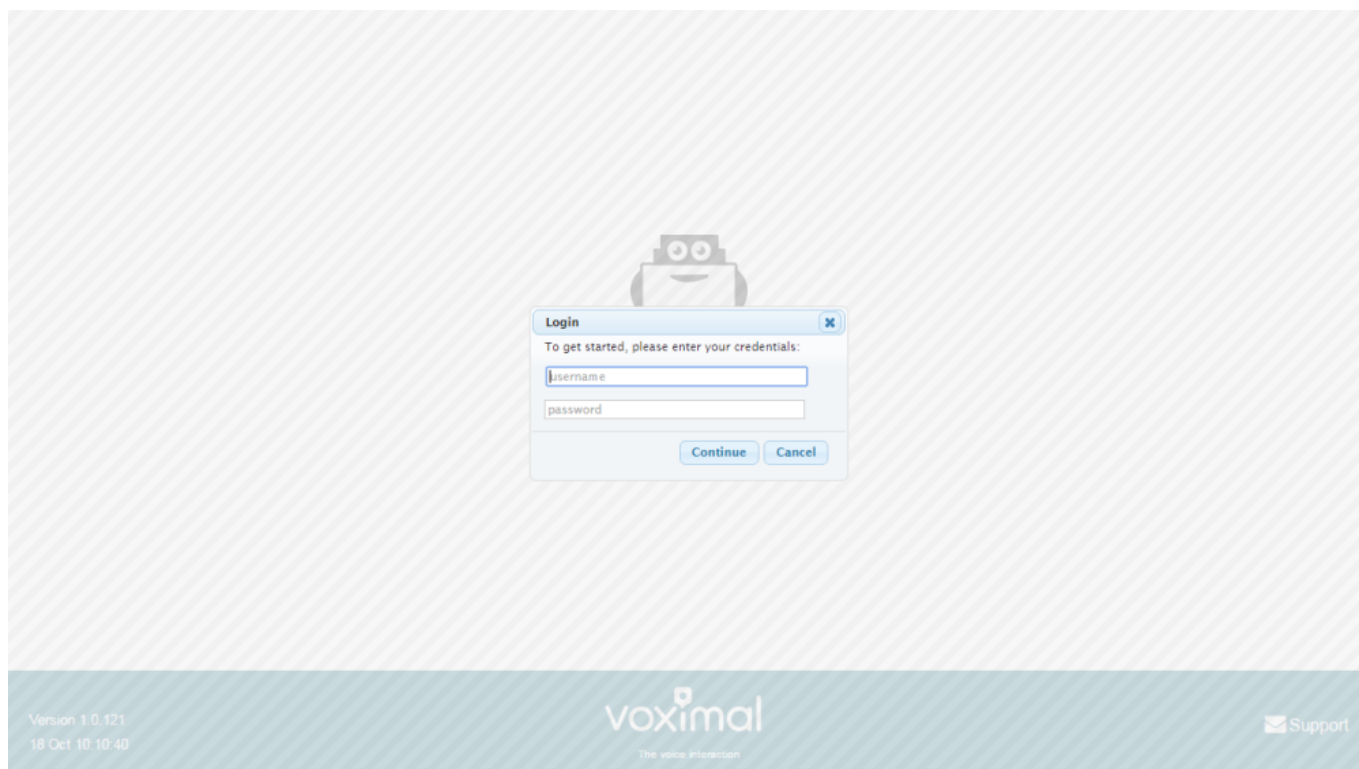 Login
To get started, please enter your credentials:
username
password
Continue Cancel
Version 1.0.121
18 Oct 10:10:40
voximal
The voice interaction
Support